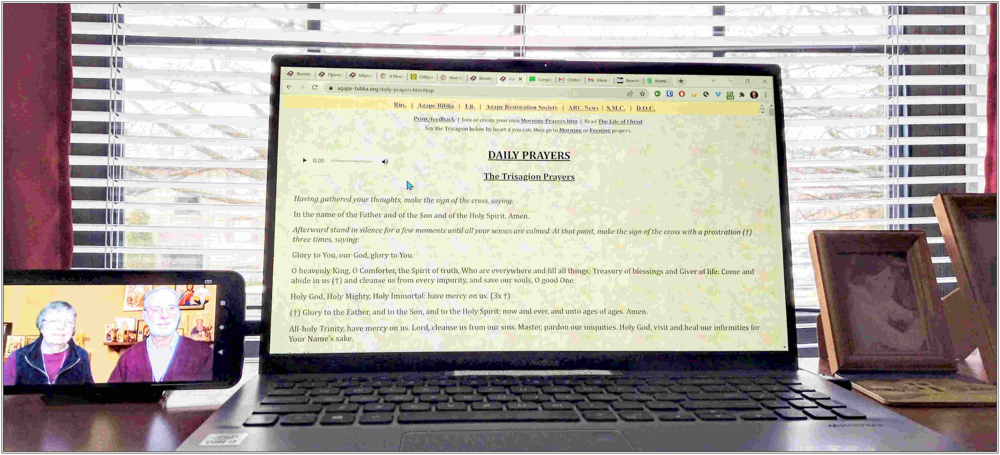 Russian Проче https:/ A New Orthod Here's Mornin Dai Camp Clintoc Inbox Bio New in g Home
agape-biblia.org/daily-prayers.htm#top
150
Rus. | Agape-Biblia | Lit. | Agape Restoration Society | ARC-News | S.M.C. | D.O.C.
Print/feedback | Join or create your own Morning-Prayers.htm | Read The Life of Christ
Say the Trisagion below by heart if you can, then go to Morning or Evening prayers.
DAILY PRAYERS
0:00
The Trisagion Prayers
Having gathered your thoughts, make the sign of the cross, saying:
In the name of the Father and of the Son and of the Holy Spirit. Amen.
Afterward stand in silence for a few moments until all your senses are calmed. At that point, make the sign of the cross with a prostration (†)
three times, saying:
Glory to You, our God, glory to You.
O heavenly King, O Comforter, the Spirit of truth, Who are everywhere and fill all things; Treasury of blessings and Giver of life: Come and
abide in us (†) and cleanse us from every impurity, and save our souls, O good One.
Holy God, Holy Mighty, Holy Immortal: have mercy on us. (3x †)
(†) Glory to the Father, and to the Son, and to the Holy Spirit: now and ever, and unto ages of ages. Amen.
All-holy Trinity, have mercy on us. Lord, cleanse us from our sins. Master, pardon our iniquities. Holy God, visit and heal our infirmities for
Your Name's sake.
VivoBook
CORE i3